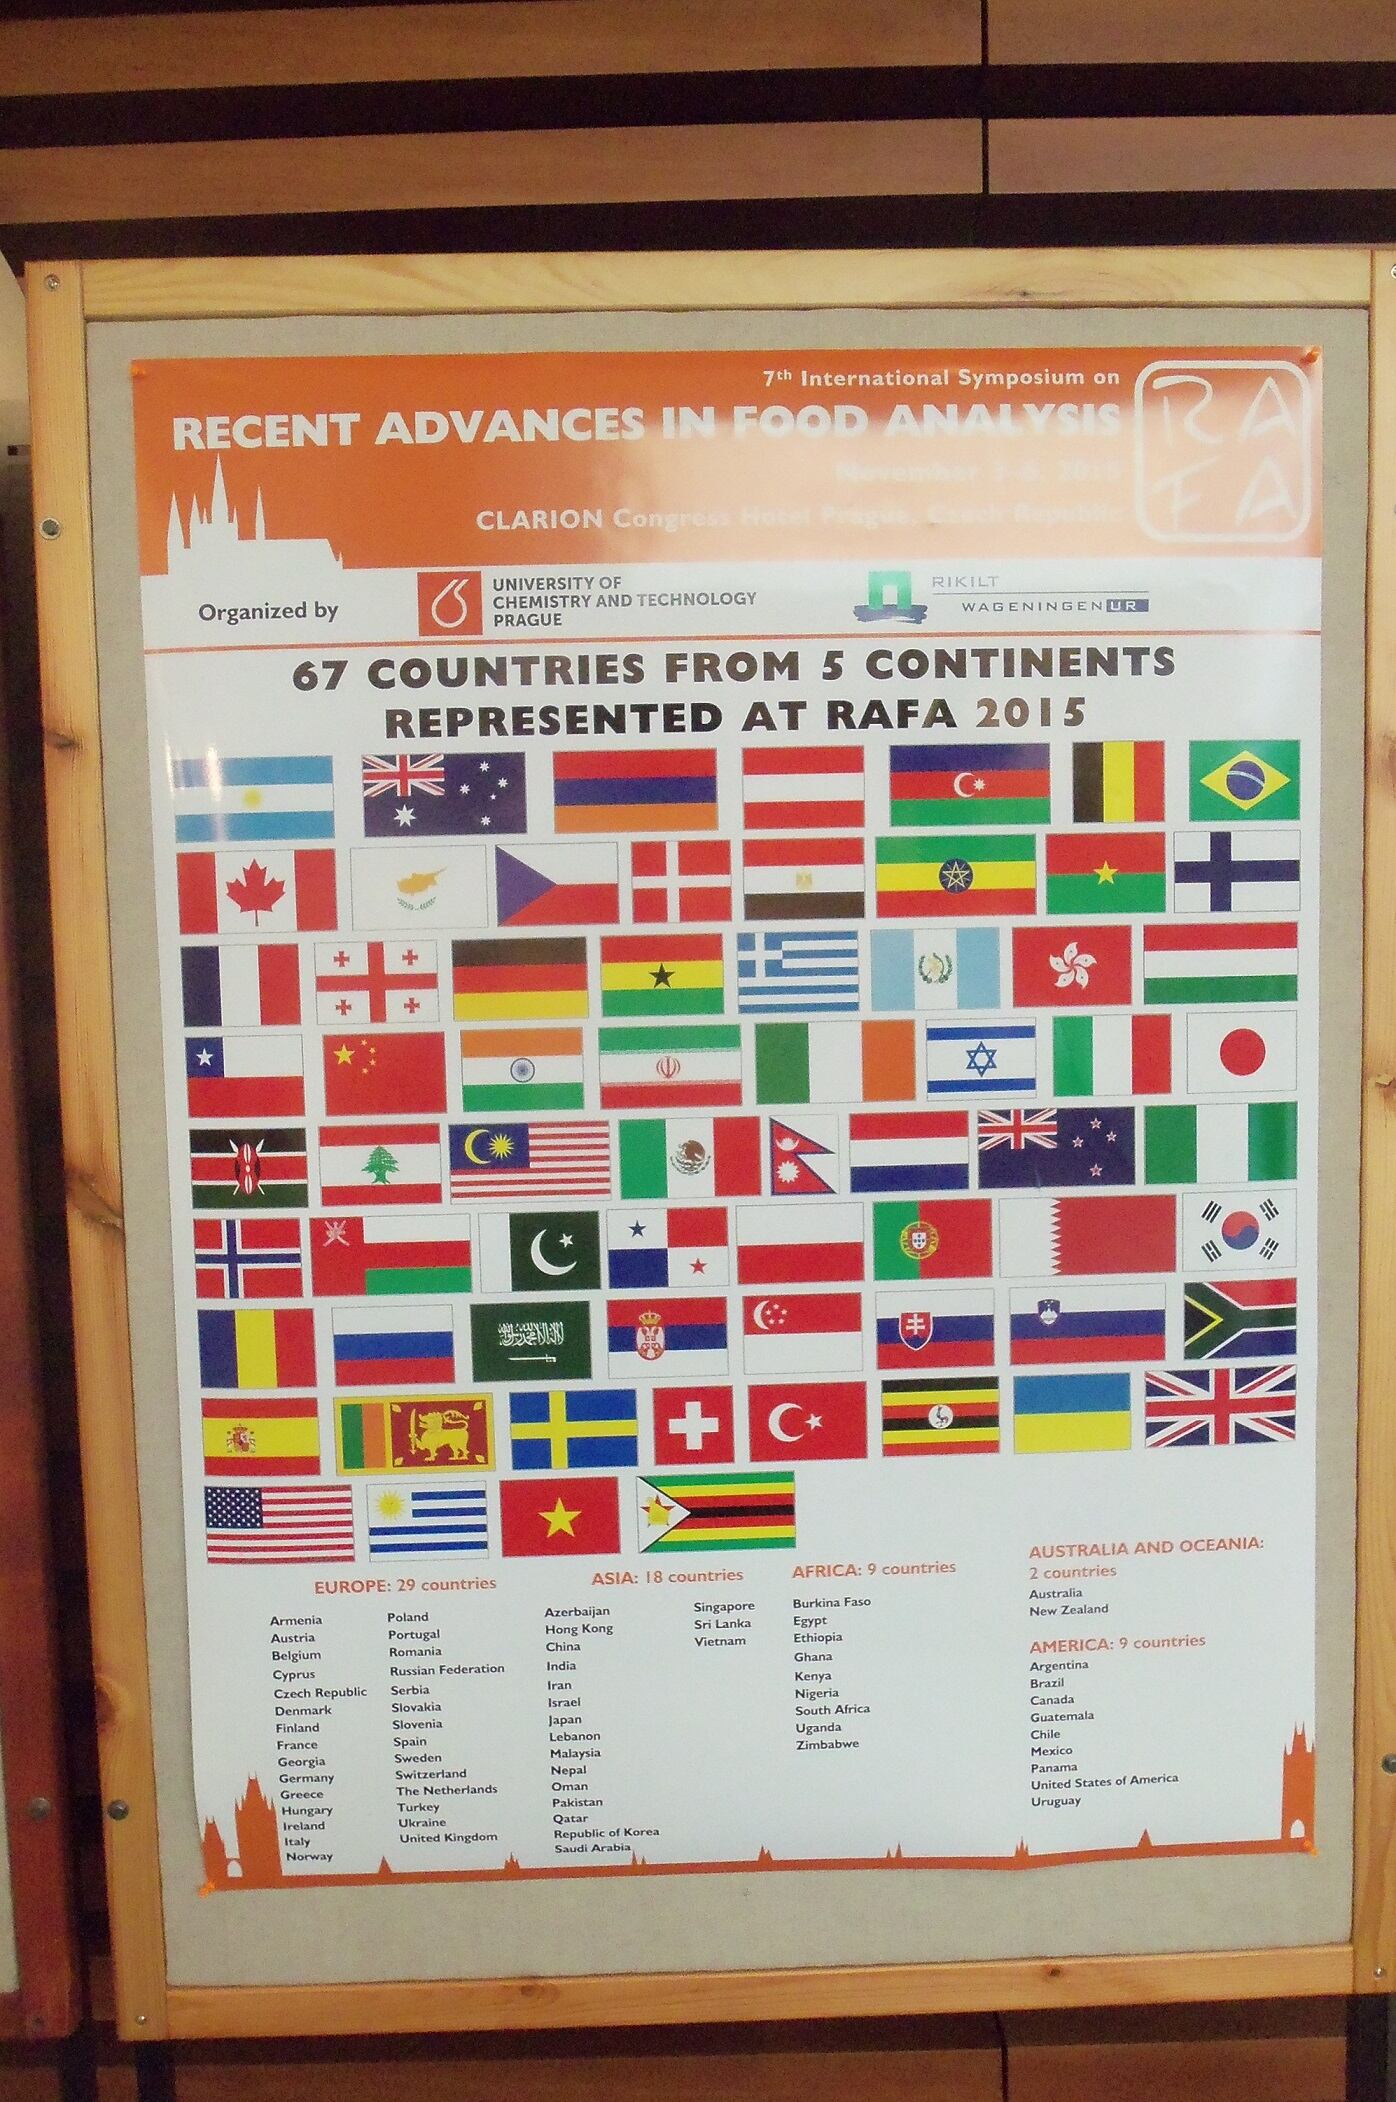 7th International Symposium on
RECENT ADVANCES IN FOOD ANALYSIS
November 3–6, 2015
CLARION Congress Hotel Prague, Czech Republic
RA
FA
Organized by
UNIVERSITY OF
CHEMISTRY AND TECHNOLOGY
PRAGUE
RIKILT
WAGENINGEN UR
67 COUNTRIES FROM 5 CONTINENTS
REPRESENTED AT RAFA 2015
EUROPE: 29 countries
Armenia
Austria
Belgium
Cyprus
Czech Republic
Denmark
Finland
France
Georgia
Germany
Greece
Hungary
Ireland
Italy
Norway
Poland
Portugal
Romania
Russian Federation
Serbia
Slovakia
Slovenia
Spain
Sweden
Switzerland
The Netherlands
Turkey
Ukraine
United Kingdom
ASIA: 18 countries
Azerbaijan
Hong Kong
China
India
Iran
Israel
Japan
Lebanon
Malaysia
Nepal
Oman
Pakistan
Qatar
Republic of Korea
Saudi Arabia
Singapore
Sri Lanka
Vietnam
AFRICA: 9 countries
Burkina Faso
Egypt
Ethiopia
Ghana
Kenya
Nigeria
South Africa
Uganda
Zimbabwe
AUSTRALIA AND OCEANIA:
2 countries
Australia
New Zealand
AMERICA: 9 countries
Argentina
Brazil
Canada
Guatemala
Chile
Mexico
Panama
United States of America
Uruguay